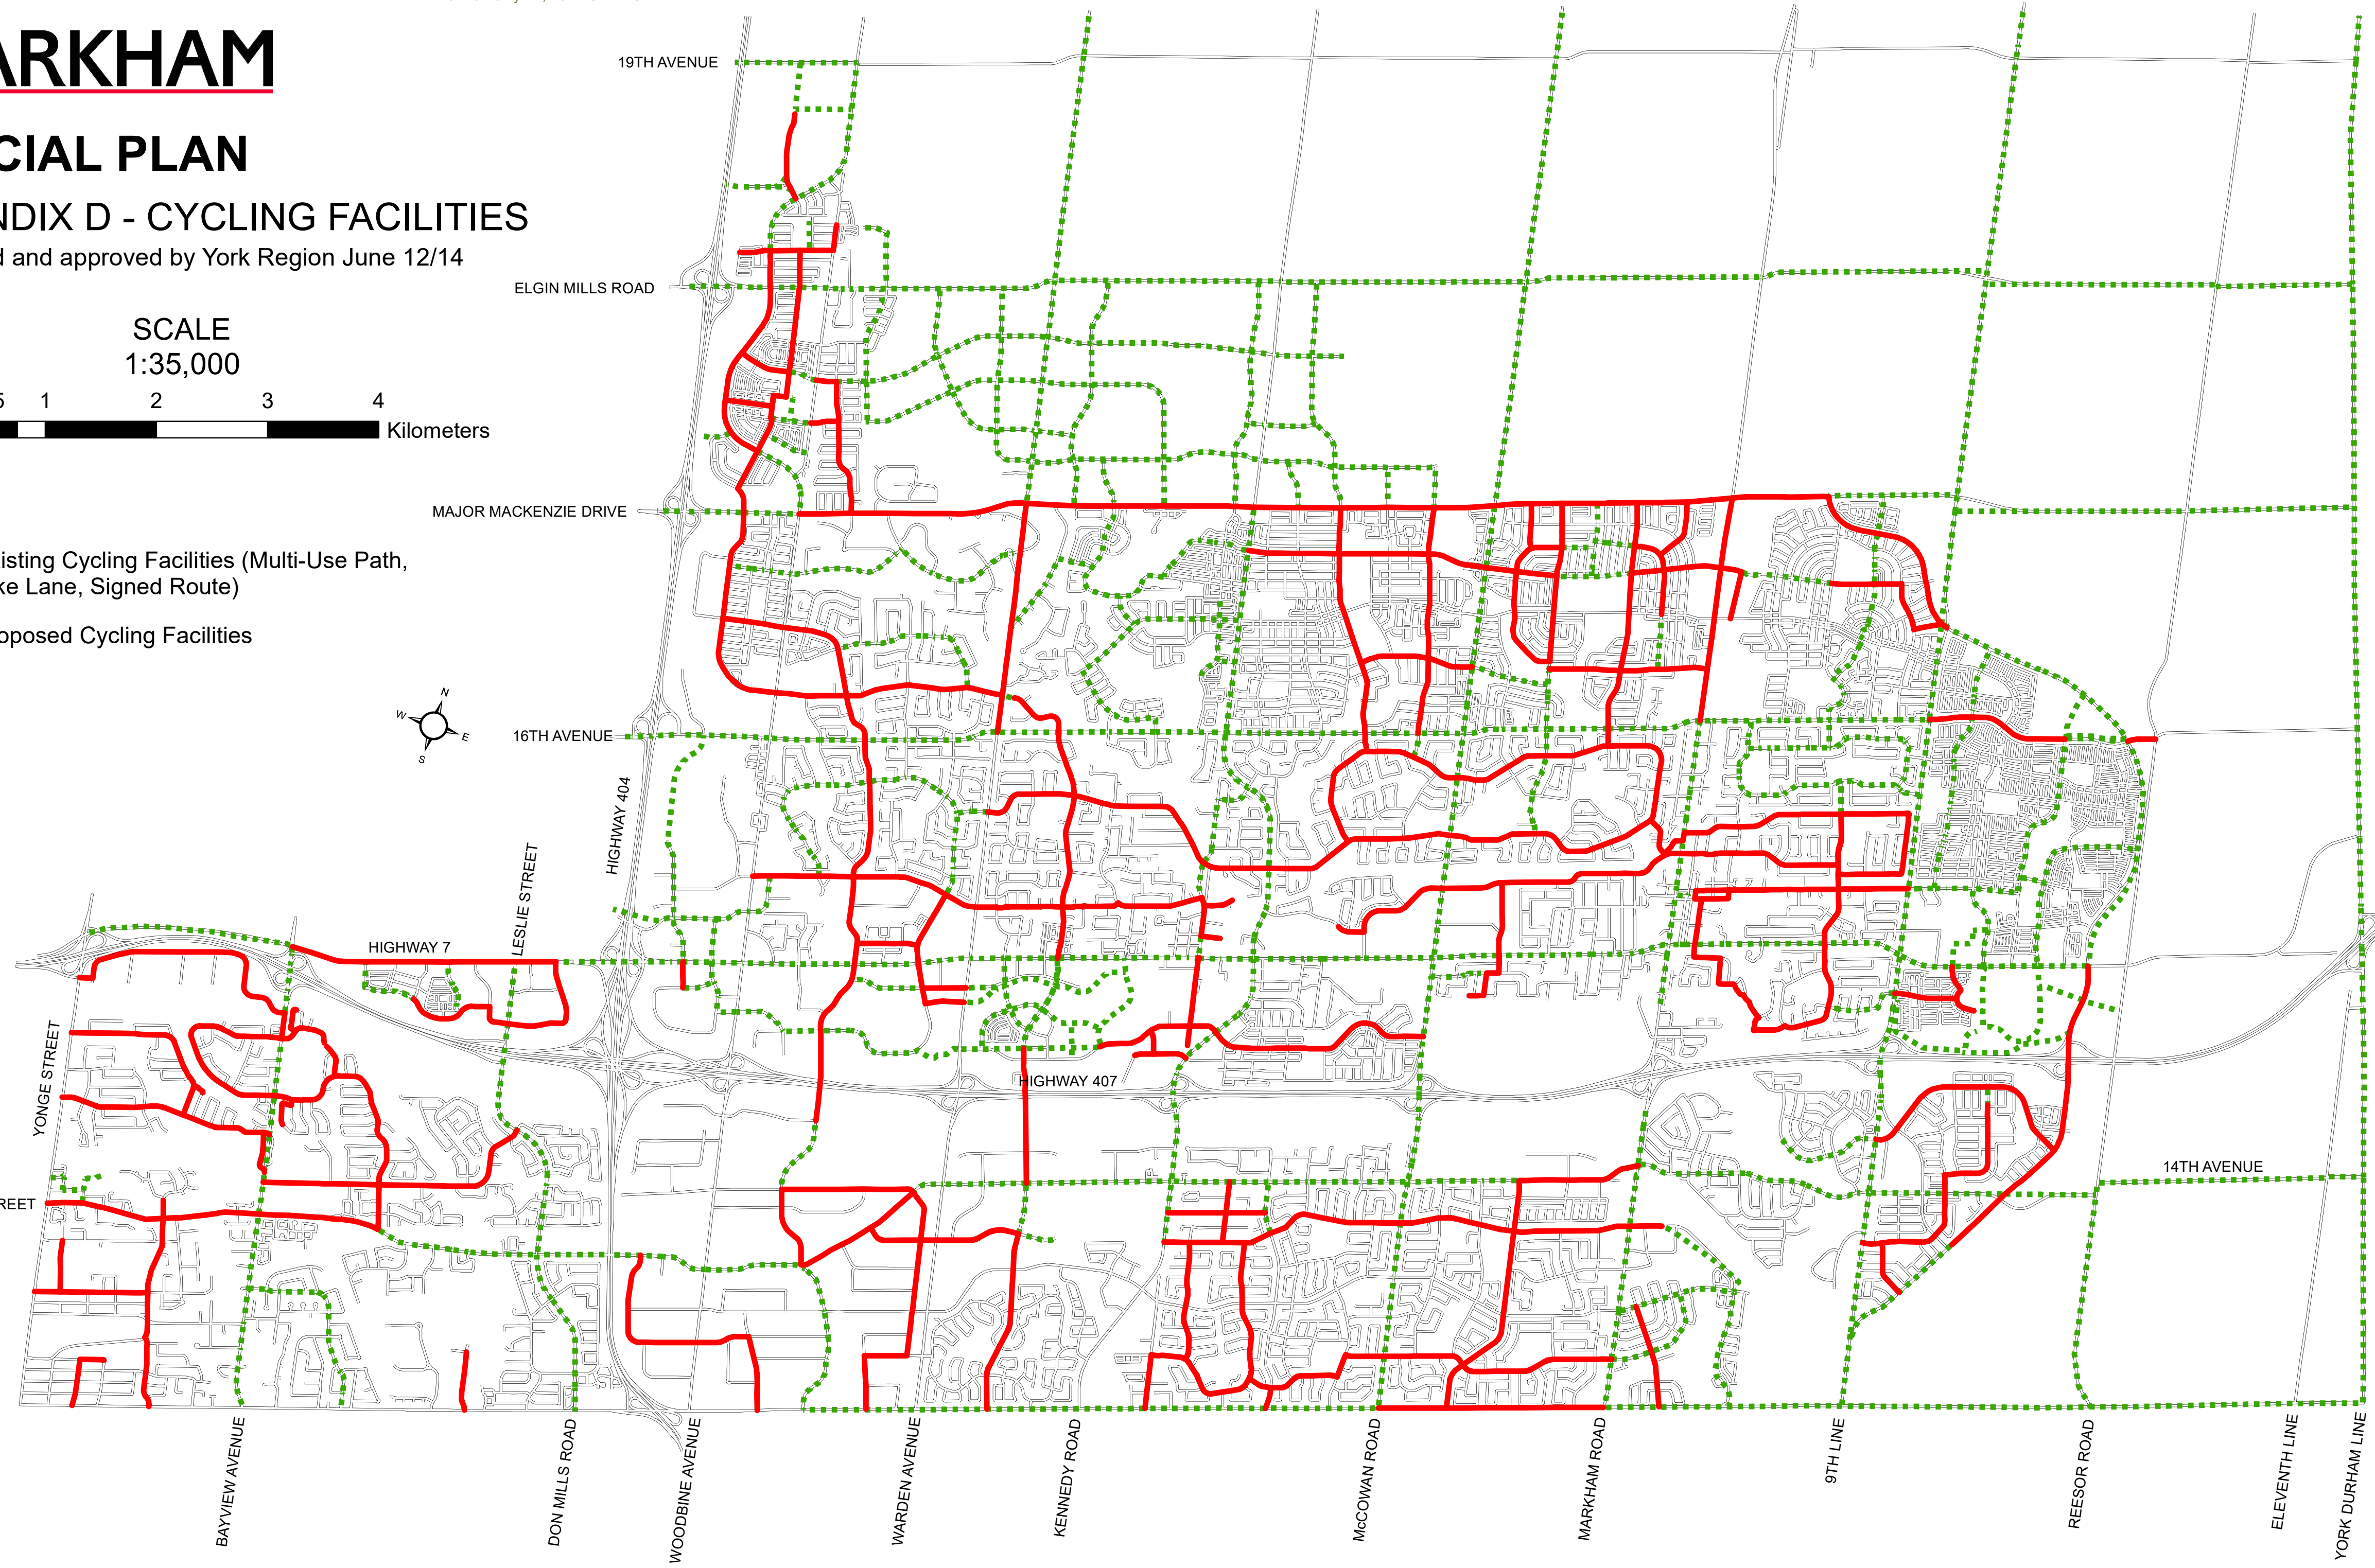 ARKHAM
CIAL PLAN
NDIX D - CYCLING FACILITIES
d and approved by York Region June 12/14
SCALE
1:35,000
5 1 2 3 4
Kilometers
isting Cycling Facilities (Multi-Use Path,
ke Lane, Signed Route)
oposed Cycling Facilities
N
W
E
S
19TH AVENUE
ELGIN MILLS ROAD
MAJOR MACKENZIE DRIVE
16TH AVENUE
HIGHWAY 404
LESLIE STREET
HIGHWAY 7
YONGE STREET
HIGHWAY 407
14TH AVENUE
REET
BAYVIEW AVENUE
DON MILLS ROAD
WOODBINE AVENUE
WARDEN AVENUE
KENNEDY ROAD
McCOWAN ROAD
MARKHAM ROAD
9TH LINE
REESOR ROAD
ELEVENTH LINE
YORK DURHAM LINE